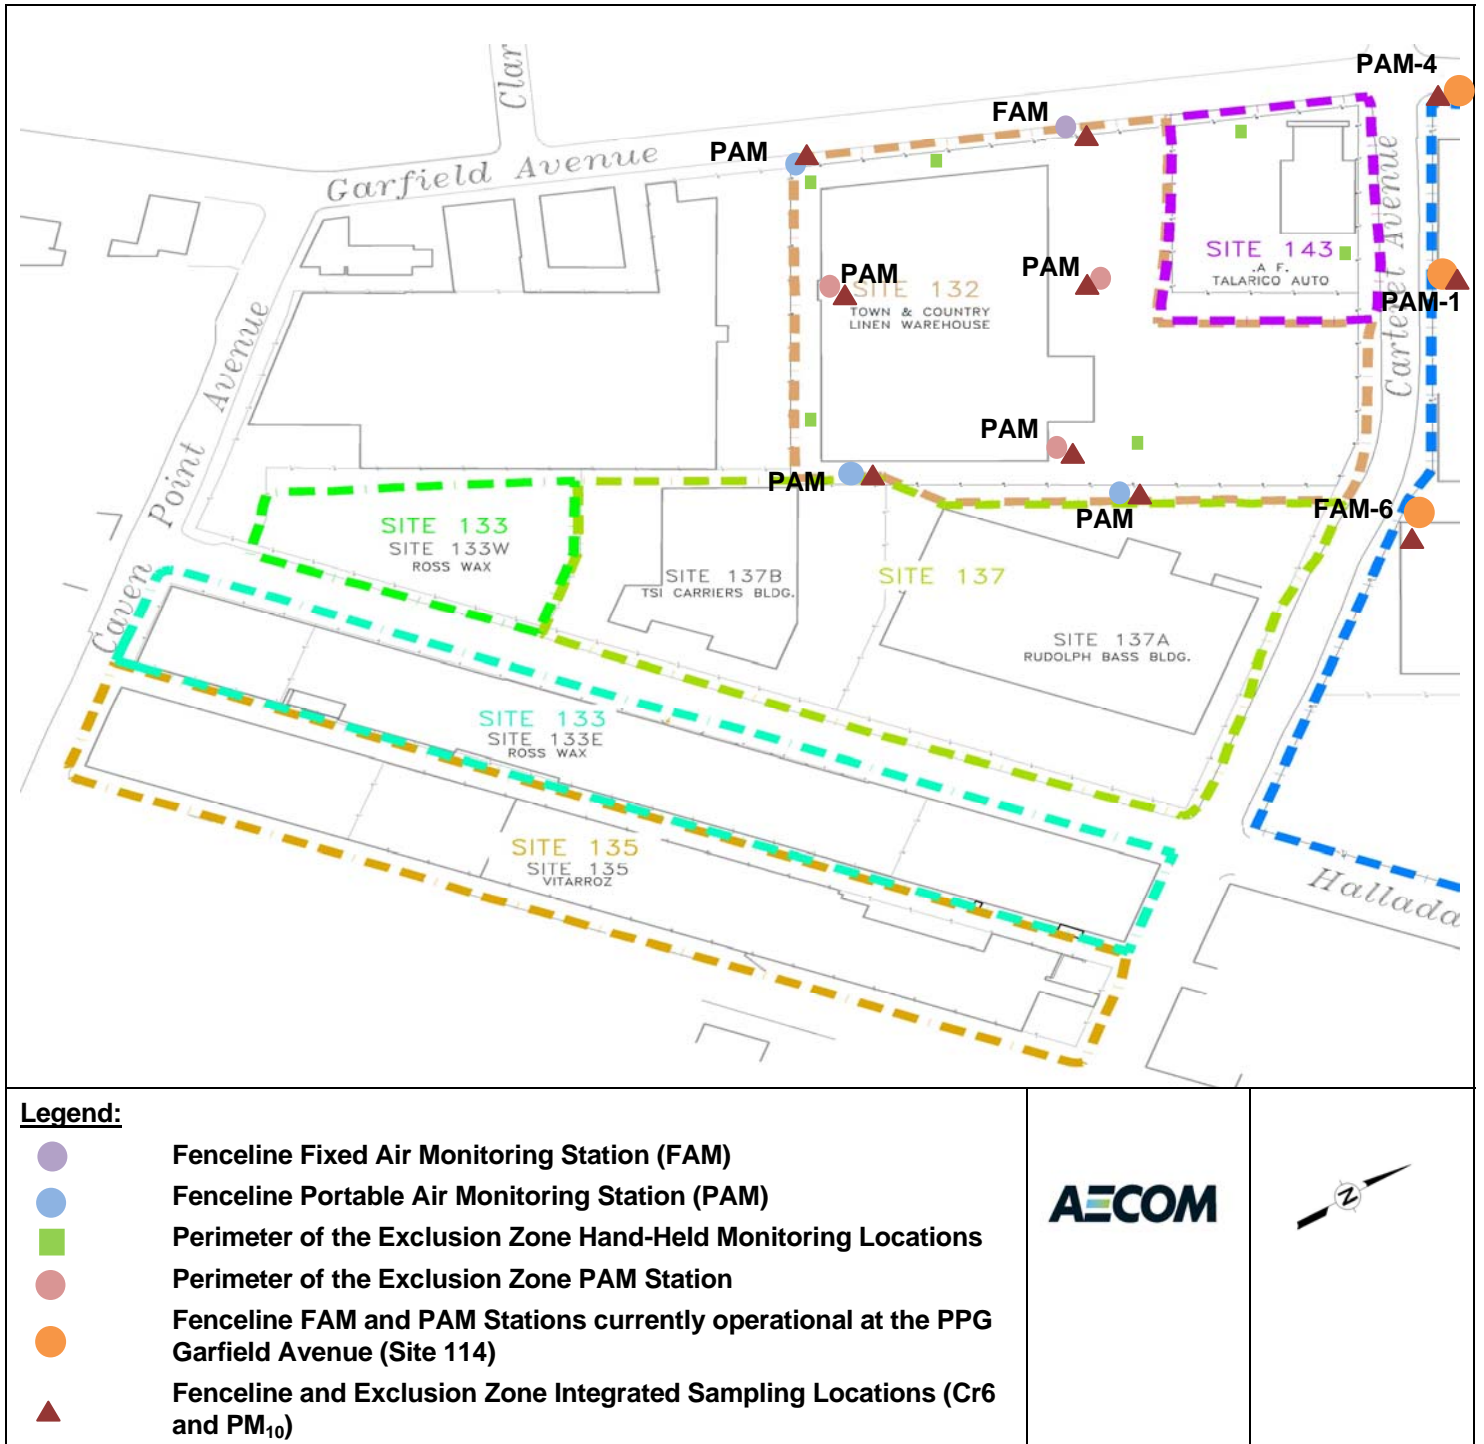 PAM-4
Clar
FAM
PAM
Garfield Avenue
Carteret Avenue
SITE 143
.A F.
TALARICO AUTO
PAM
PAM
SITE 132
TOWN & COUNTRY
LINEN WAREHOUSE
PAM-1
Caven Point Avenue
PAM
PAM
PAM
FAM-6
SITE 133
SITE 133W
ROSS WAX
SITE 137B
TSI CARRIERS BLDG.
SITE 137
SITE 137A
RUDOLPH BASS BLDG.
SITE 133
SITE 133E
ROSS WAX
SITE 135
SITE 135
VITARROZ
Hallada
Legend:
Fenceline Fixed Air Monitoring Station (FAM)
Fenceline Portable Air Monitoring Station (PAM)
Perimeter of the Exclusion Zone Hand-Held Monitoring Locations
Perimeter of the Exclusion Zone PAM Station
Fenceline FAM and PAM Stations currently operational at the PPG
Garfield Avenue (Site 114)
Fenceline and Exclusion Zone Integrated Sampling Locations (Cr6
and PM₁₀)
AECOM
N